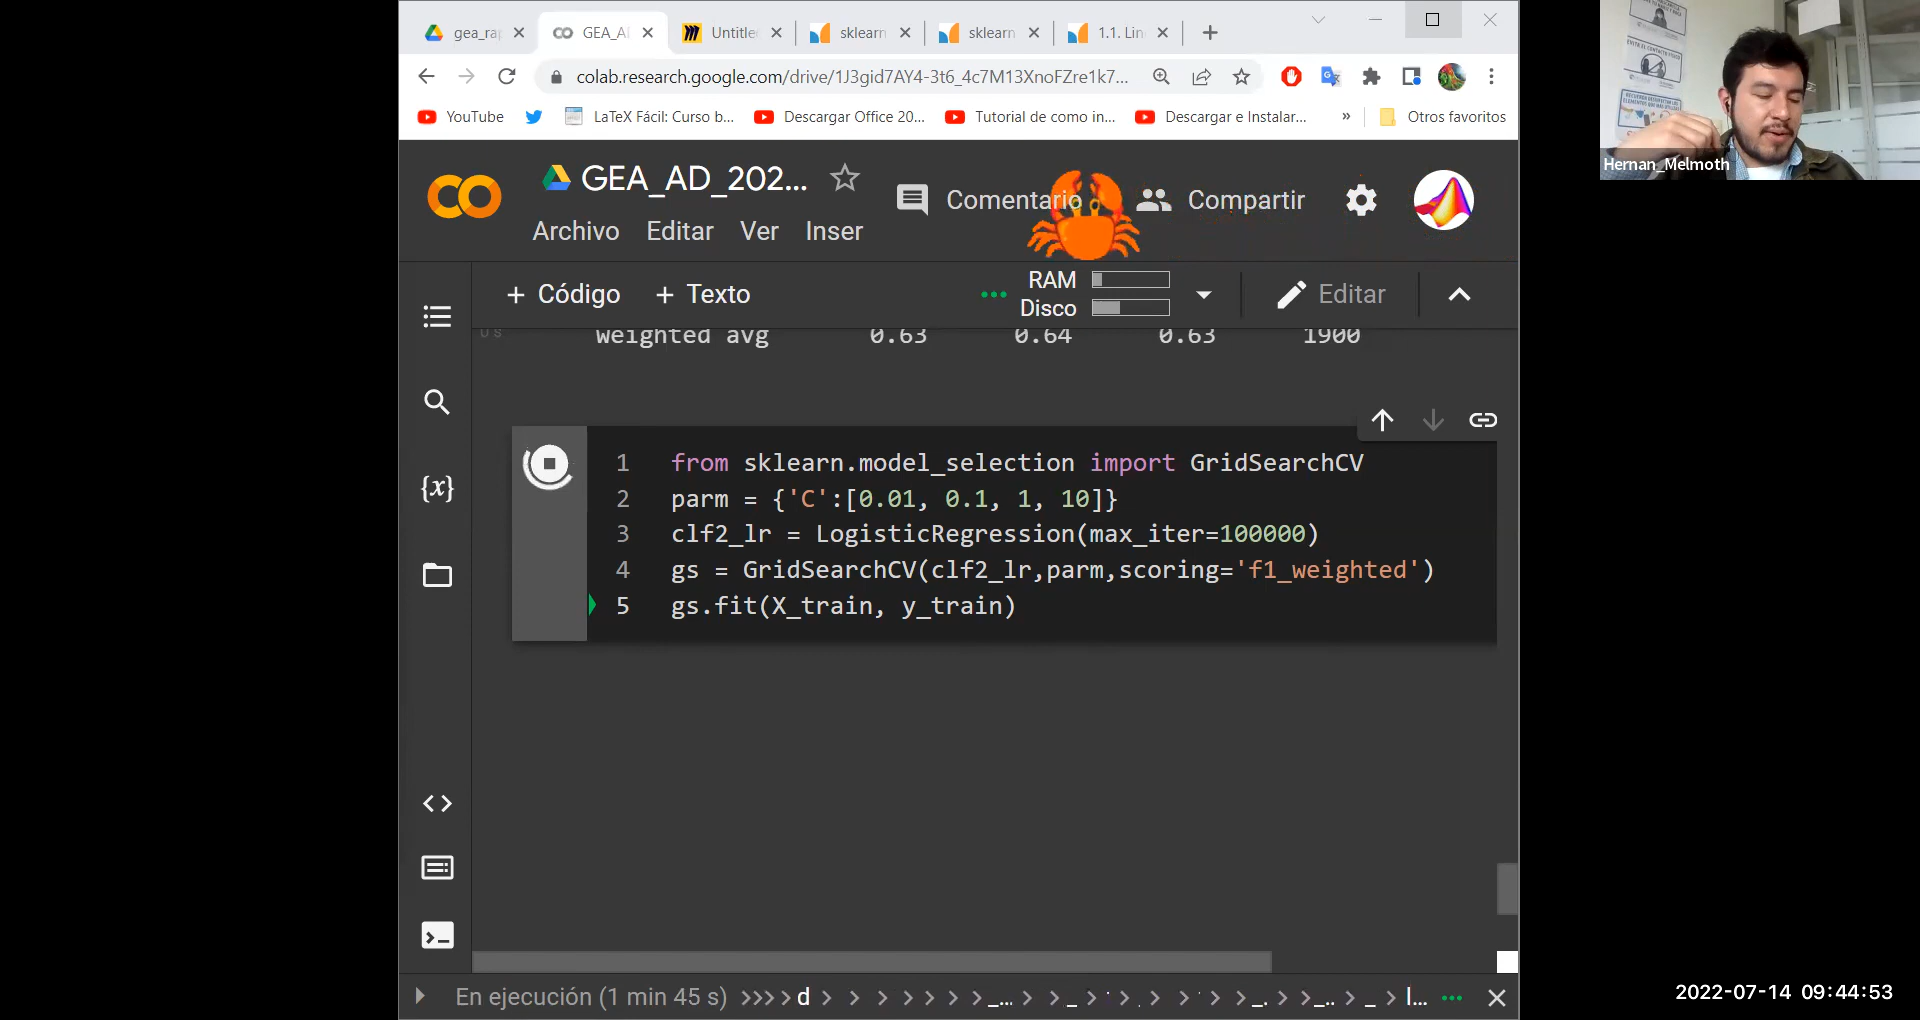 gea_ra
GEA_A
Untitle
sklearn
sklearn
1.1. Lin
colab.research.google.com/drive/1J3gid7AY4-3t6_4c7M13XnoFZre1k7...
YouTube
LaTeX Fácil: Curso b...
Descargar Office 20...
Tutorial de como in...
Descargar e Instalar...
»
Otros favoritos
GEA_AD_202...
Comentario
Compartir
Archivo
Editar
Ver
Inser
+ Código
+ Texto
RAM
Disco
Editar
0 s
weighted avg 0.63 0.64 0.63 1900
1 from sklearn.model_selection import GridSearchCV
2 parm = {'C':[0.01, 0.1, 1, 10]}
3 clf2_lr = LogisticRegression(max_iter=100000)
4 gs = GridSearchCV(clf2_lr,parm,scoring='f1_weighted')
5 gs.fit(X_train, y_train)
En ejecución (1 min 45 s) >>>> d > > > > > > _... > _ > > > > > _. > >_.. > _ > l...
Hernan_Melmoth
2022-07-14 09:44:53